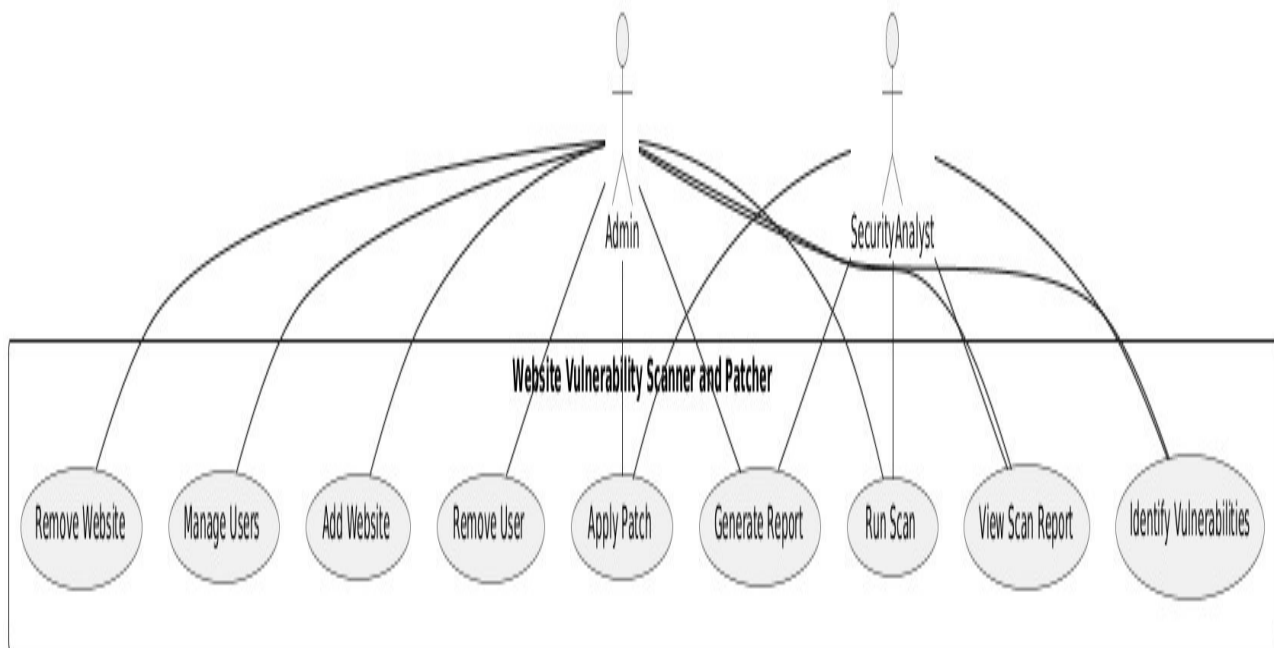 Admin
SecurityAnalyst
Website Vulnerability Scanner and Patcher
Remove Website
Manage Users
Add Website
Remove User
Apply Patch
Generate Report
Run Scan
View Scan Report
Identify Vulnerabilities